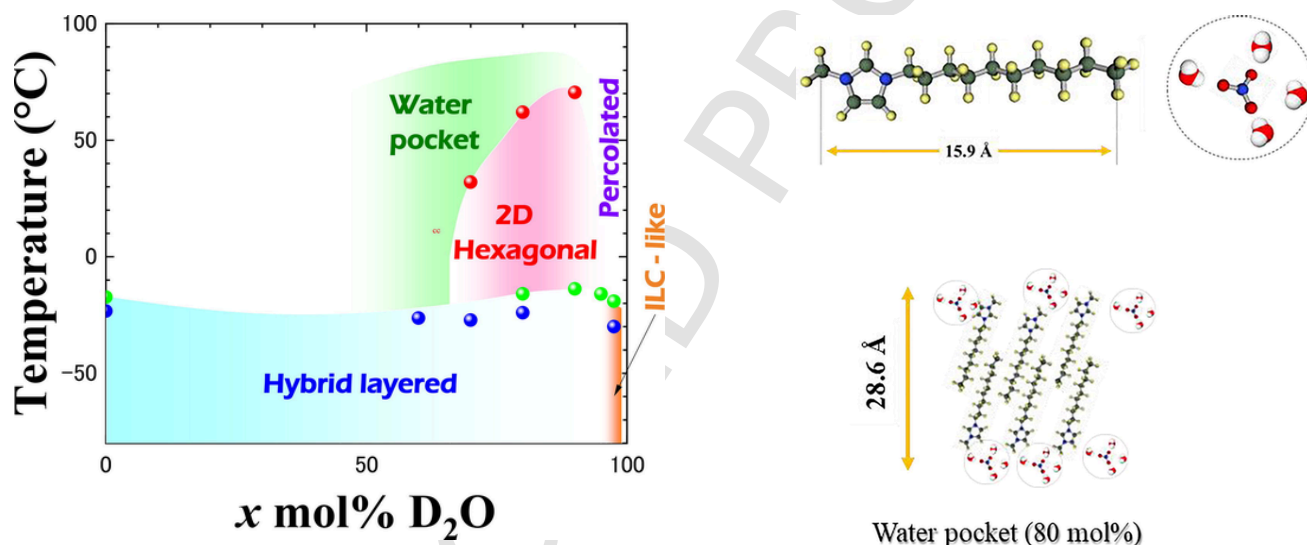 100
50
0
−50
Temperature (°C)
Water
pocket
2D
Hexagonal
Percolated
ILC - like
Hybrid layered
0
50
100
x mol% D₂O
15.9 Å
28.6 Å
Water pocket (80 mol%)